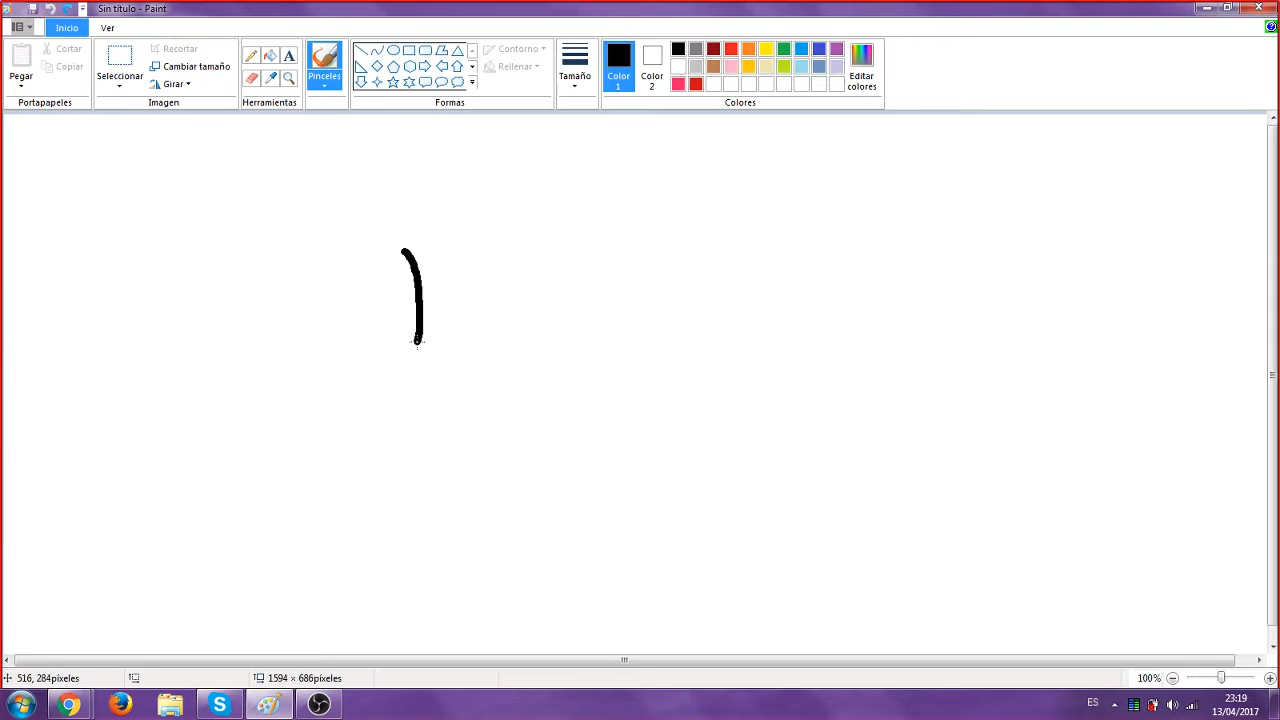 Sin título - Paint
Inicio Ver
Pegar
Cortar
Copiar
Portapapeles
Seleccionar
Recortar
Cambiar tamaño
Girar
Imagen
A
Herramientas
Pinceles
Contorno
Rellenar
Formas
Tamaño
Color 1
Color 2
Editar colores
Colores
516, 284píxeles
1594 × 686píxeles
100%
ES
23:19
13/04/2017